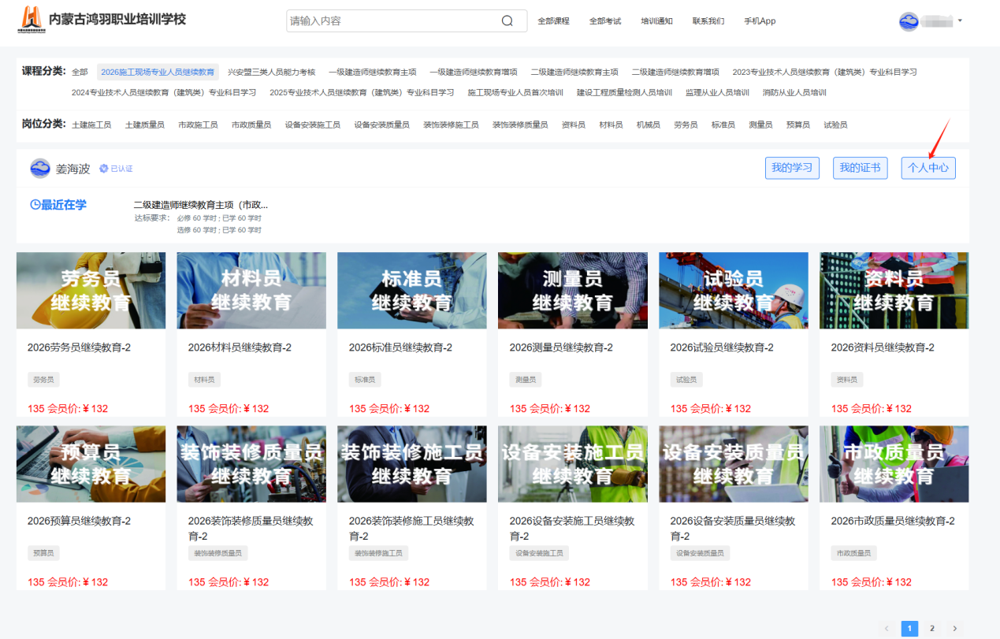 内蒙古鸿羽职业培训学校
请输入内容
全部课程 全部考试 培训通知 联系我们 手机App
课程分类: 全部 2026施工现场专业人员继续教育 兴安盟三类人员能力考核 一级建造师继续教育主项 一级建造师继续教育增项 二级建造师继续教育主项 二级建造师继续教育增项 2023专业技术人员继续教育（建筑类）专业科目学习
2024专业技术人员继续教育（建筑类）专业科目学习 2025专业技术人员继续教育（建筑类）专业科目学习 施工现场专业人员首次培训 建设工程质量检测人员培训 监理从业人员培训 消防从业人员培训
岗位分类: 土建施工员 土建质量员 市政施工员 市政质量员 设备安装施工员 设备安装质量员 装饰装修施工员 装饰装修质量员 资料员 材料员 机械员 劳务员 标准员 测量员 预算员 试验员
姜海波 已认证
我的学习 我的证书 个人中心
最近在学
二级建造师继续教育主项（市政...
达标要求： 必修 60 学时 ; 已学 60 学时
选修 60 学时 ; 已学 60 学时
劳务员 材料员 标准员 测量员 试验员 资料员
继续教育 继续教育 继续教育 继续教育 继续教育 继续教育
2026劳务员继续教育-2 2026材料员继续教育-2 2026标准员继续教育-2 2026测量员继续教育-2 2026试验员继续教育-2 2026资料员继续教育-2
劳务员 材料员 标准员 测量员 试验员 资料员
135 会员价: ¥ 132 135 会员价: ¥ 132 135 会员价: ¥ 132 135 会员价: ¥ 132 135 会员价: ¥ 132 135 会员价: ¥ 132
预算员 装饰装修质量员 装饰装修施工员 设备安装施工员 设备安装质量员 市政质量员
继续教育 继续教育 继续教育 继续教育 继续教育 继续教育
2026预算员继续教育-2 2026装饰装修质量员继续教 2026装饰装修施工员继续教 2026设备安装施工员继续教 2026设备安装质量员继续教 2026市政质量员继续教育-2
育-2 育-2 育-2 育-2
预算员 装饰装修质量员 装饰装修施工员 设备安装施工员 设备安装质量员 市政质量员
135 会员价: ¥ 132 135 会员价: ¥ 132 135 会员价: ¥ 132 135 会员价: ¥ 132 135 会员价: ¥ 132 135 会员价: ¥ 132
1 2